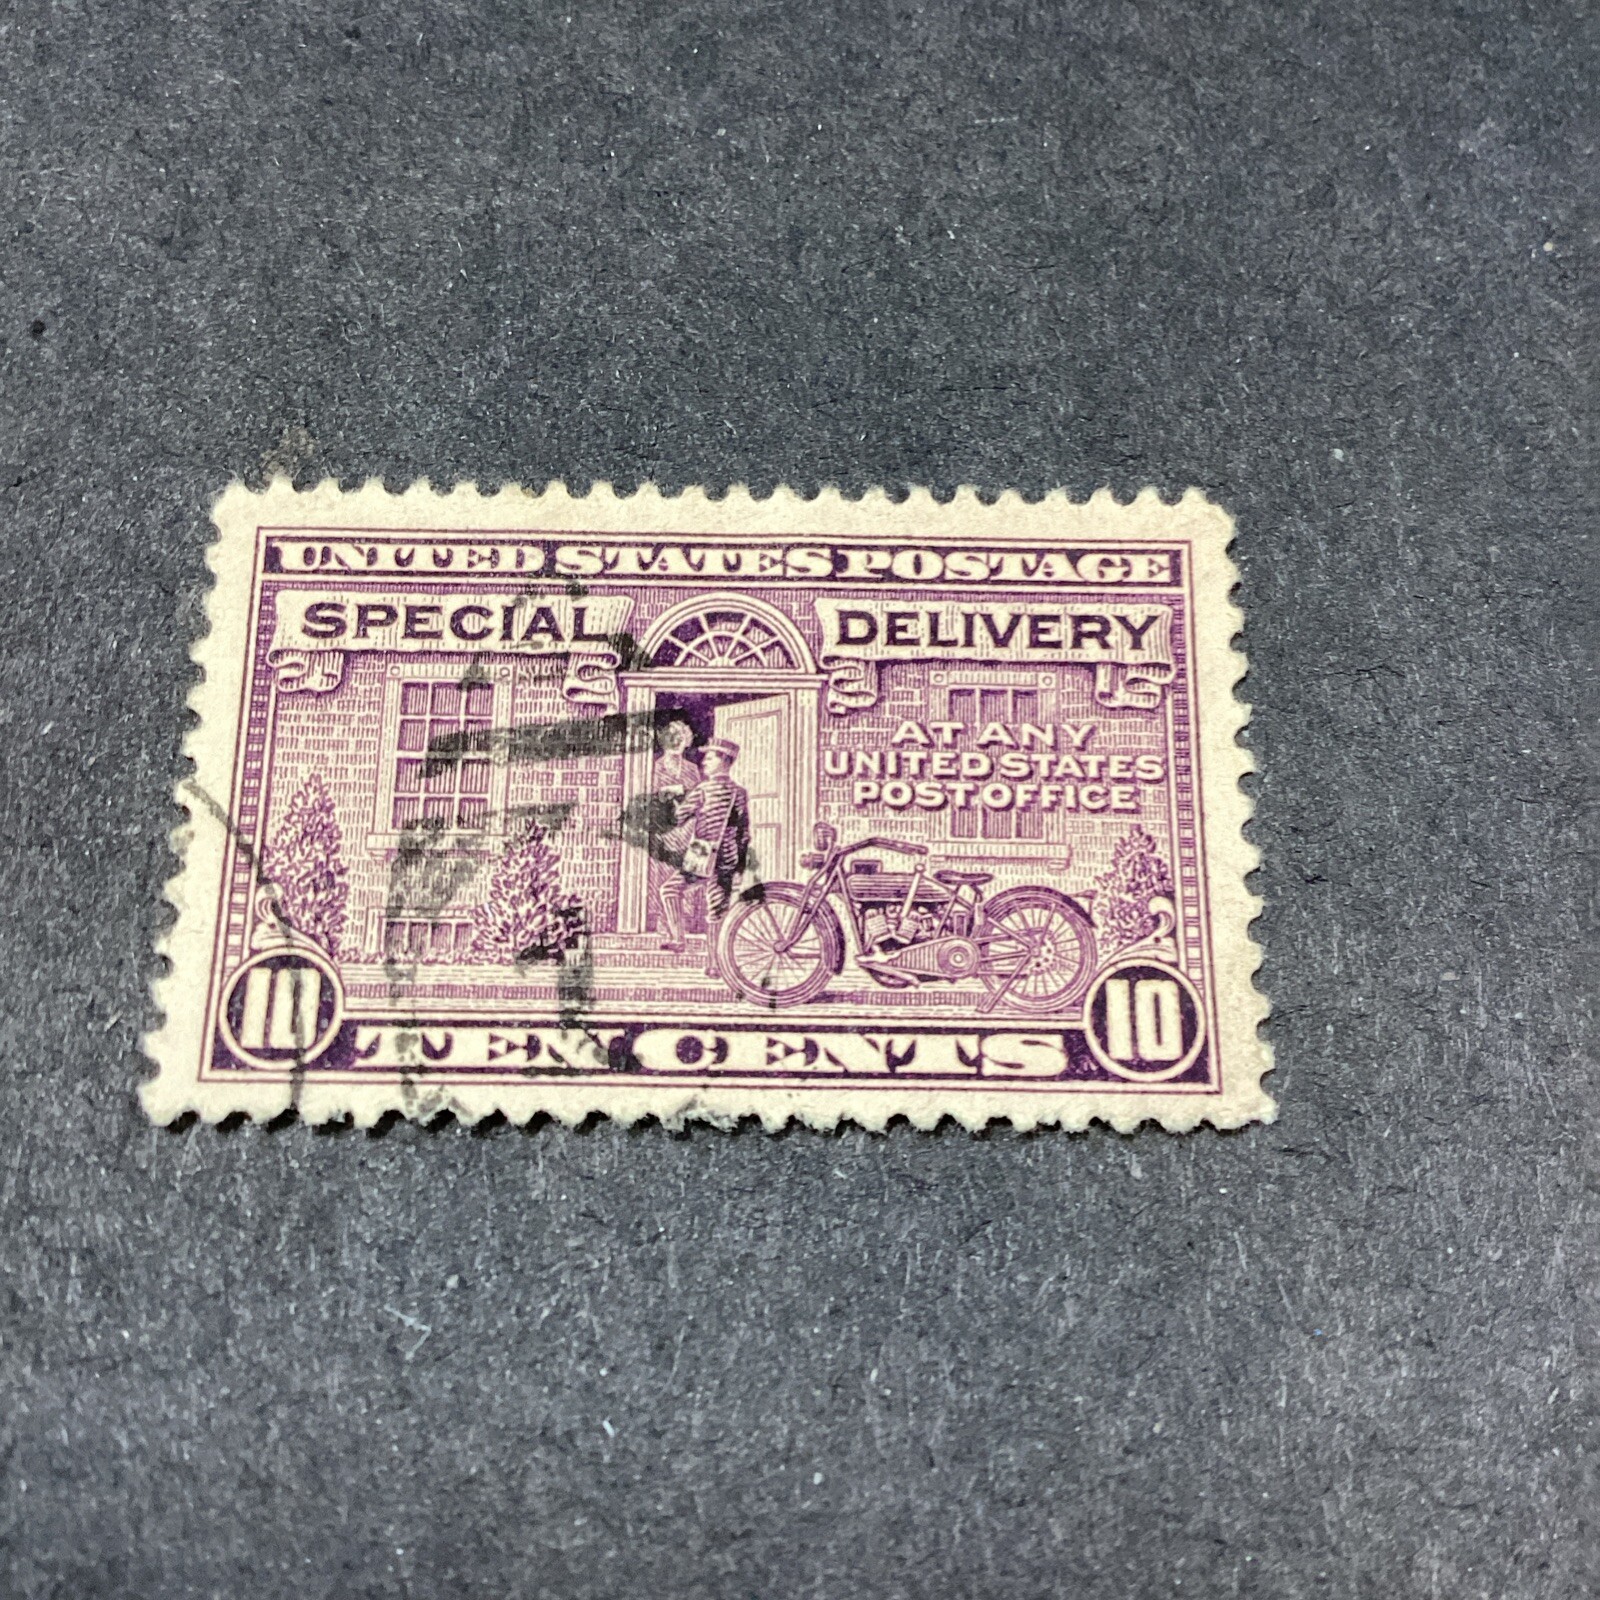 UNITED STATES POSTAGE
SPECIAL DELIVERY
AT ANY
UNITED STATES
POST OFFICE
10 TEN CENTS 10